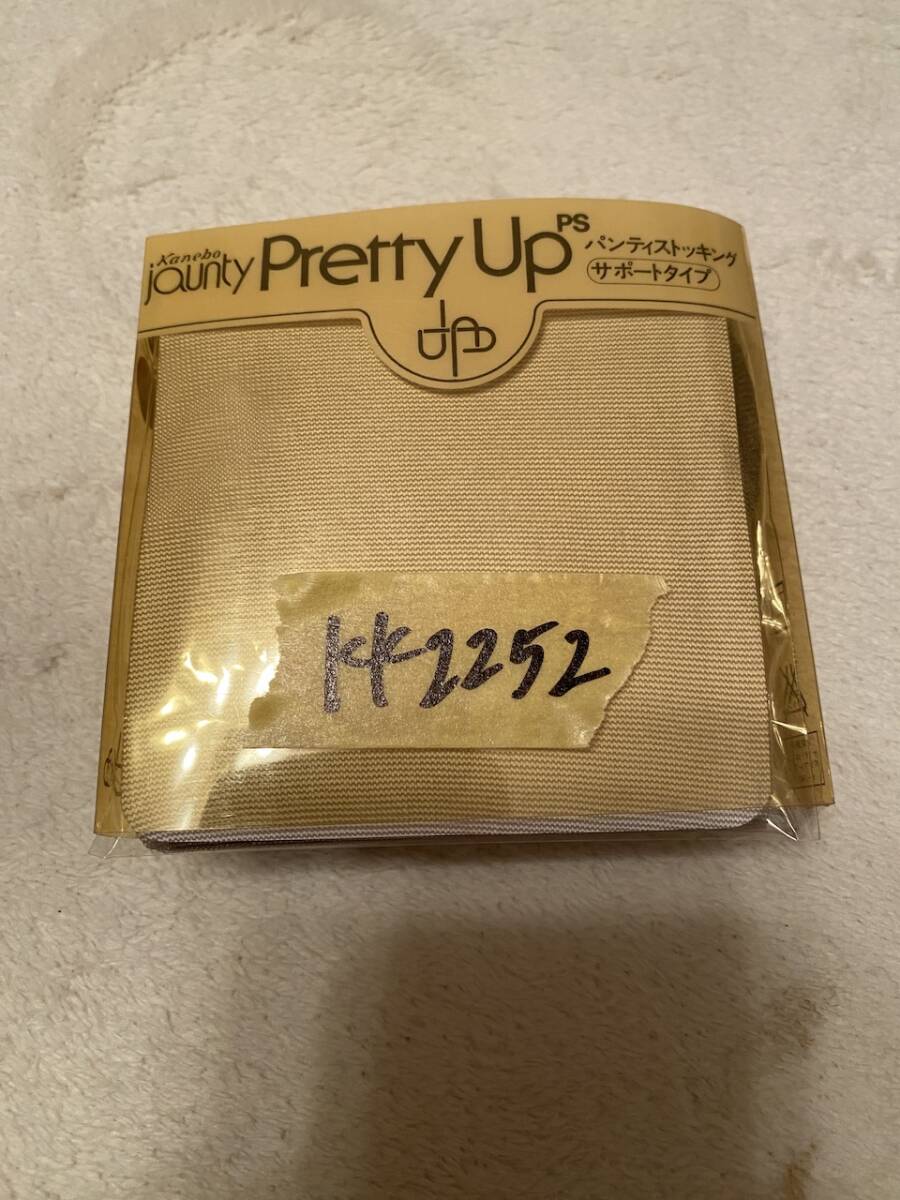 Kanebo
jaunty Pretty Up PS
パンティストッキング
サポートタイプ
up
KK2252